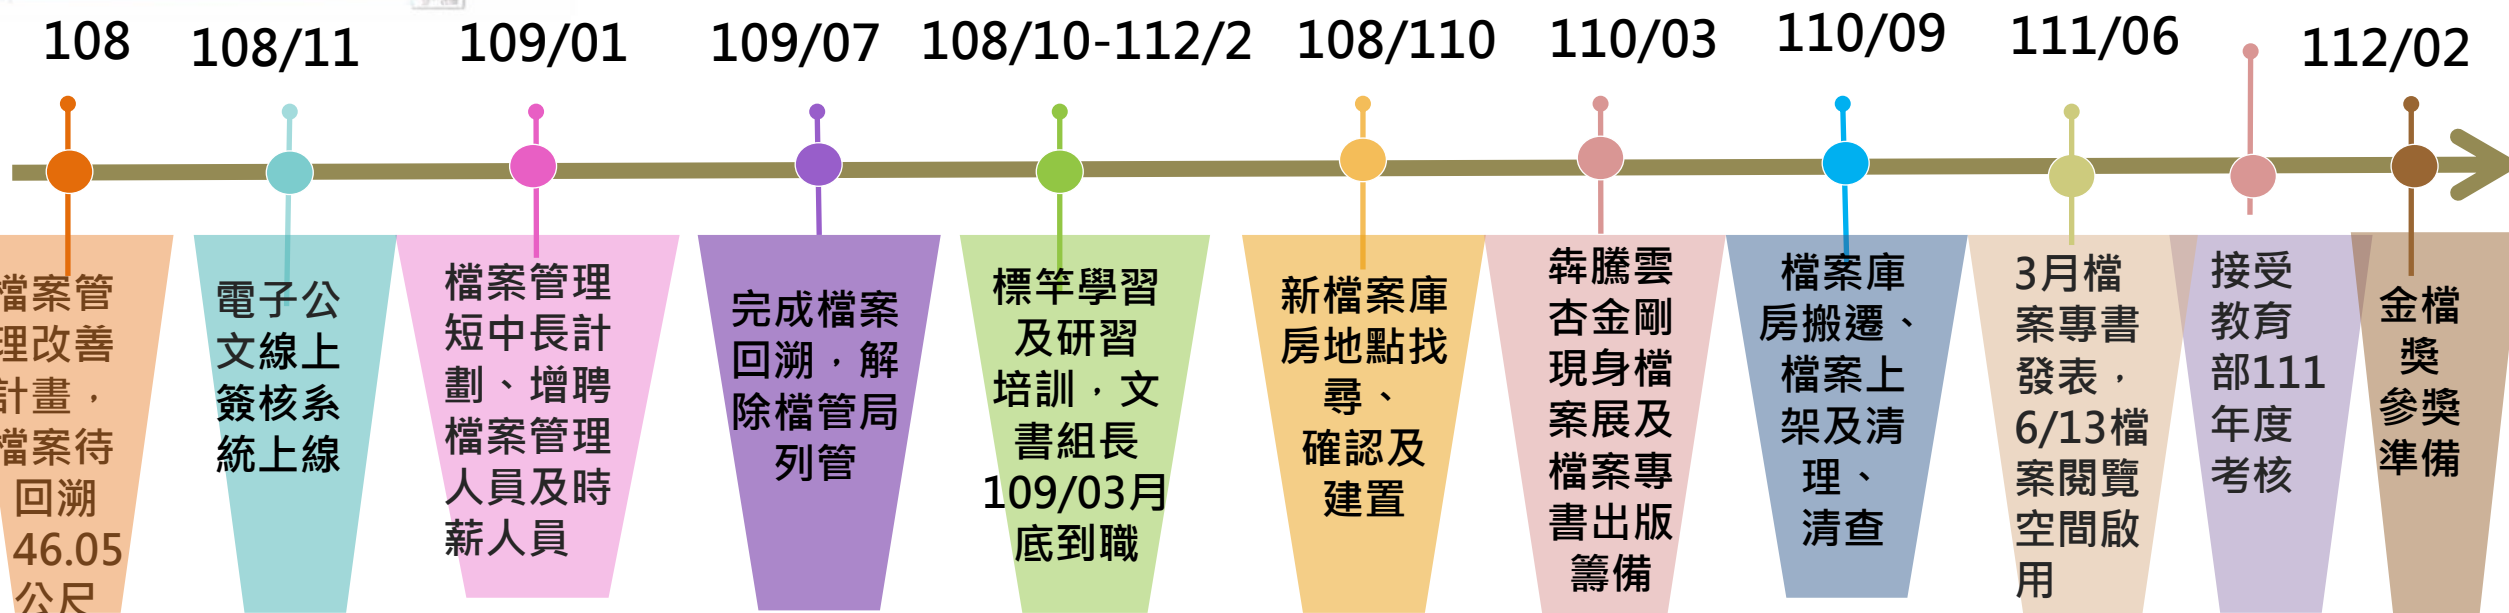 108
108/11
109/01
109/07
108/10-112/2
108/110
110/03
110/09
111/06
112/02
檔案管
理改善
計畫，
檔案待
回溯
46.05
公尺
電子公
文線上
簽核系
統上線
檔案管理
短中長計
劃、增聘
檔案管理
人員及時
薪人員
完成檔案
回溯，解
除檔管局
列管
標竿學習
及研習
培訓，文
書組長
109/03月
底到職
新檔案庫
房地點找
尋、
確認及
建置
犇騰雲
杏金剛
現身檔
案展及
檔案專
書出版
籌備
檔案庫
房搬遷、
檔案上
架及清
理、
清查
3月檔
案專書
發表，
6/13檔
案閱覽
空間啟
用
接受
教育
部111
年度
考核
金檔
獎
參獎
準備